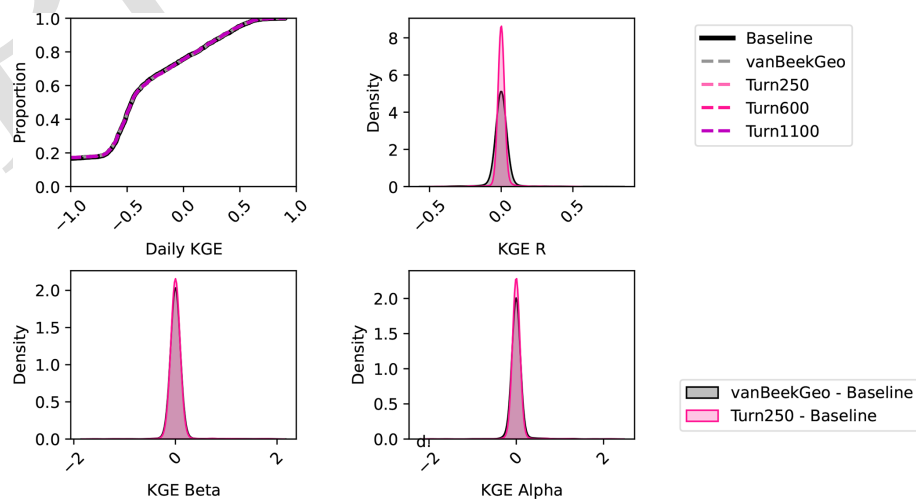 1.0
0.8
0.6
0.4
0.2
0.0
Proportion
−1.0 −0.5 0.0 0.5 1.0
Daily KGE
8
6
4
2
0
Density
−0.5 0.0 0.5
KGE R
Baseline
vanBeekGeo
Turn250
Turn600
Turn1100
2.0
1.5
1.0
0.5
0.0
Density
−2 0 2
KGE Beta
2.0
1.5
1.0
0.5
0.0
Density
d!
−2 0 2
KGE Alpha
vanBeekGeo - Baseline
Turn250 - Baseline